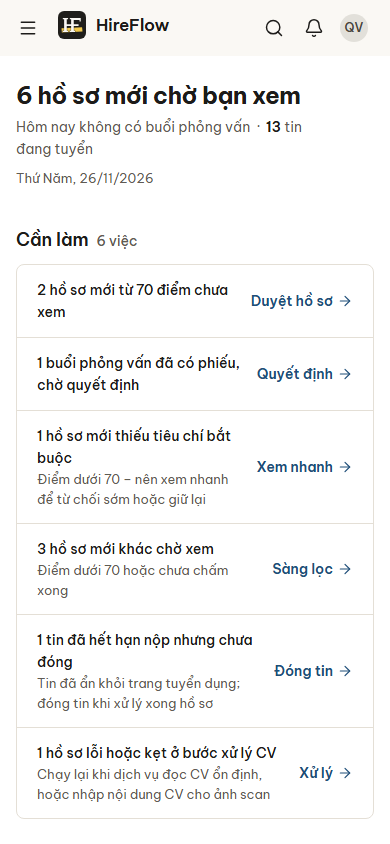 HF HireFlow QV
6 hồ sơ mới chờ bạn xem
Hôm nay không có buổi phỏng vấn · 13 tin
đang tuyển
Thứ Năm, 26/11/2026
Cần làm 6 việc
2 hồ sơ mới từ 70 điểm chưa
xem
Duyệt hồ sơ →
1 buổi phỏng vấn đã có phiếu,
chờ quyết định
Quyết định →
1 hồ sơ mới thiếu tiêu chí bắt
buộc
Điểm dưới 70 – nên xem nhanh
để từ chối sớm hoặc giữ lại
Xem nhanh →
3 hồ sơ mới khác chờ xem
Điểm dưới 70 hoặc chưa chấm
xong
Sàng lọc →
1 tin đã hết hạn nộp nhưng chưa
đóng
Tin đã ẩn khỏi trang tuyển dụng;
đóng tin khi xử lý xong hồ sơ
Đóng tin →
1 hồ sơ lỗi hoặc kẹt ở bước xử lý CV
Chạy lại khi dịch vụ đọc CV ổn định,
hoặc nhập nội dung CV cho ảnh scan
Xử lý →